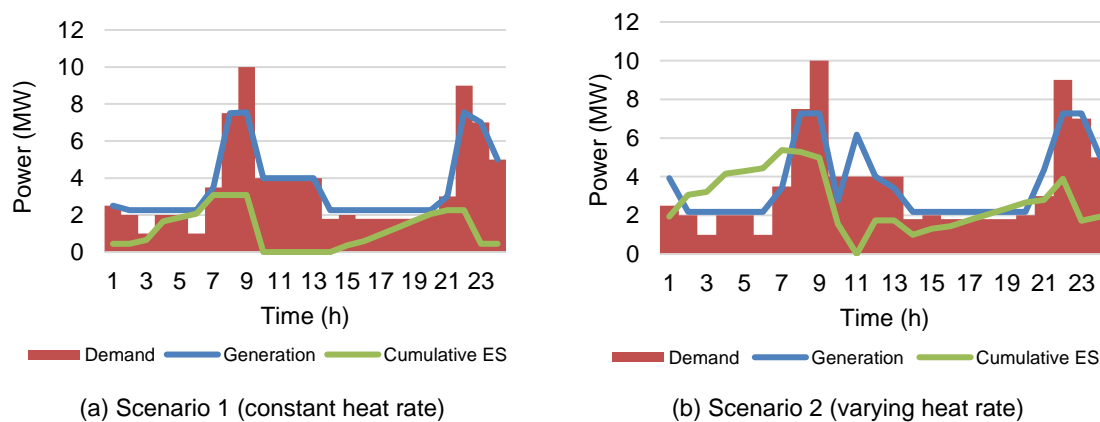 12
10
8
6
4
2
0
Power (MW)
1 3 5 7 9 11 13 15 17 19 21 23
Time (h)
Demand Generation Cumulative ES
(a) Scenario 1 (constant heat rate)
12
10
8
6
4
2
0
Power (MW)
1 3 5 7 9 11 13 15 17 19 21 23
Time (h)
Demand Generation Cumulative ES
(b) Scenario 2 (varying heat rate)